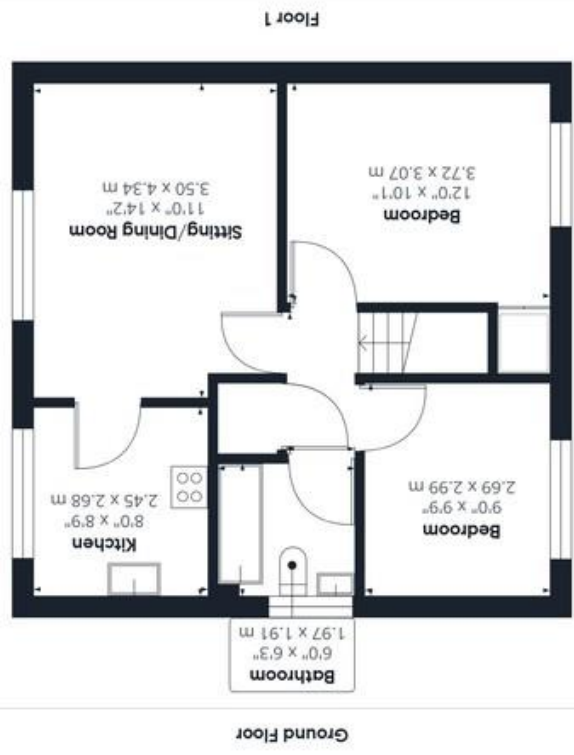 Ground Floor
Bathroom
6'0" x 6'3"
1.97 x 1.91 m
Bedroom
9'0" x 9'9"
2.69 x 2.99 m
Kitchen
8'0" x 8'9"
2.45 x 2.68 m
Bedroom
12'0" x 10'1"
3.72 x 3.07 m
Sitting/Dining Room
11'0" x 14'2"
3.50 x 4.34 m
Floor 1